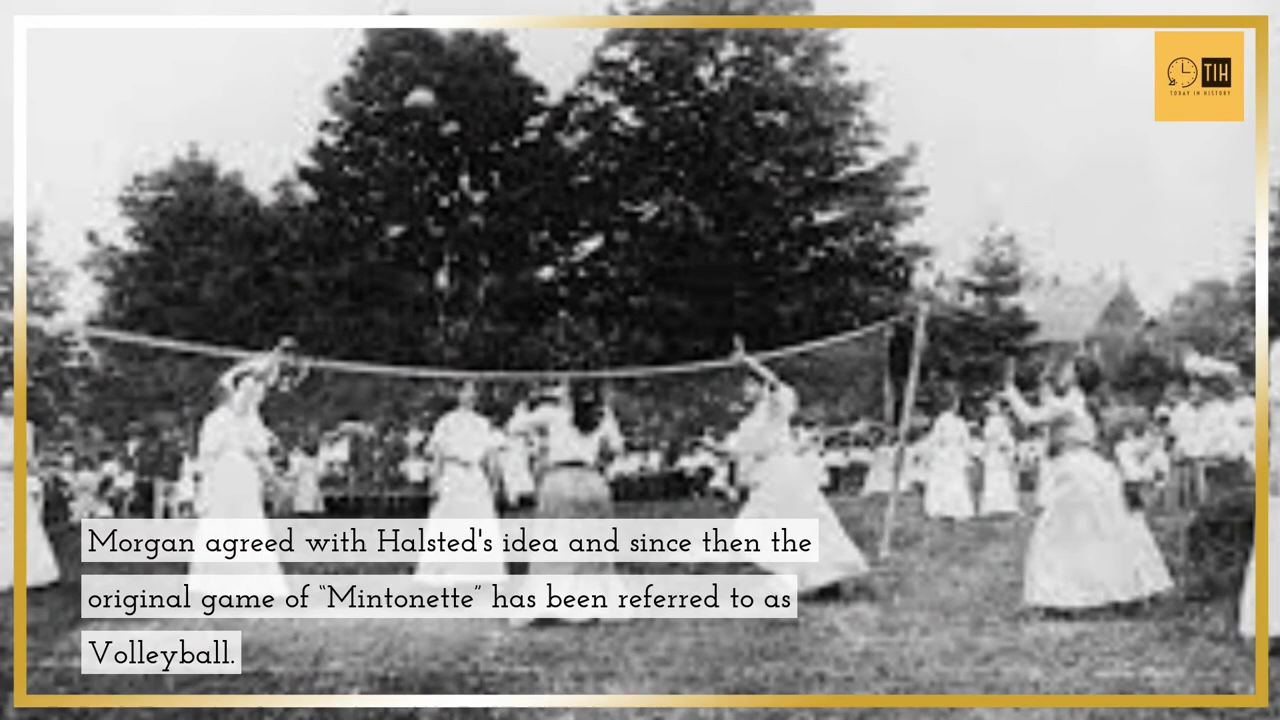 TIH
TODAY IN HISTORY
Morgan agreed with Halsted's idea and since then the
original game of “Mintonette” has been referred to as
Volleyball.